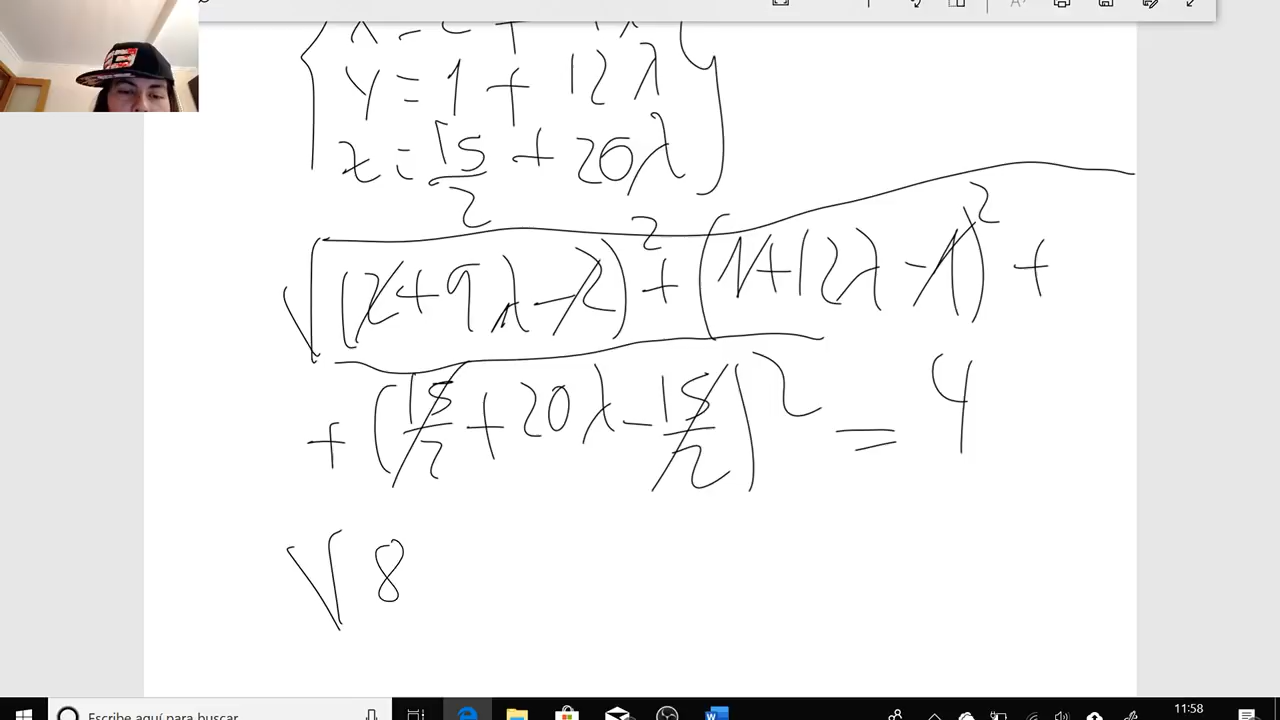 y = 1 + 12λ
z = 15/2 + 20λ
√(2+9λ-2)² + (1+12λ-1)² +
+ (15/2 + 20λ - 15/2)² = 4
√8
Escribe aquí para buscar
11:58